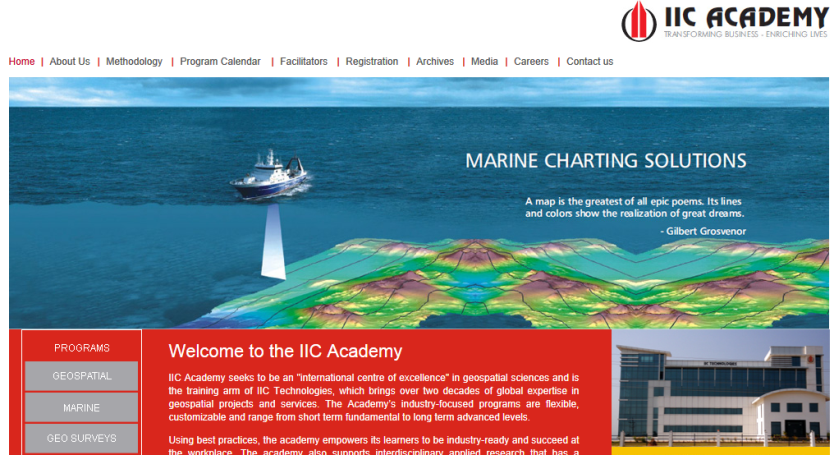 IIC ACADEMY
TRANSFORMING BUSINESS - ENRICHING LIVES
Home | About Us | Methodology | Program Calendar | Facilitators | Registration | Archives | Media | Careers | Contact us
MARINE CHARTING SOLUTIONS
A map is the greatest of all epic poems. Its lines
and colors show the realization of great dreams.
- Gilbert Grosvenor
PROGRAMS
GEOSPATIAL
MARINE
GEO SURVEYS
Welcome to the IIC Academy
IIC Academy seeks to be an "international centre of excellence" in geospatial sciences and is
the training arm of IIC Technologies, which brings over two decades of global expertise in
geospatial projects and services. The Academy's industry-focused programs are flexible,
customizable and range from short term fundamental to long term advanced levels.
Using best practices, the academy empowers its learners to be industry-ready and succeed at
the workplace. The academy also supports interdisciplinary applied research that has a